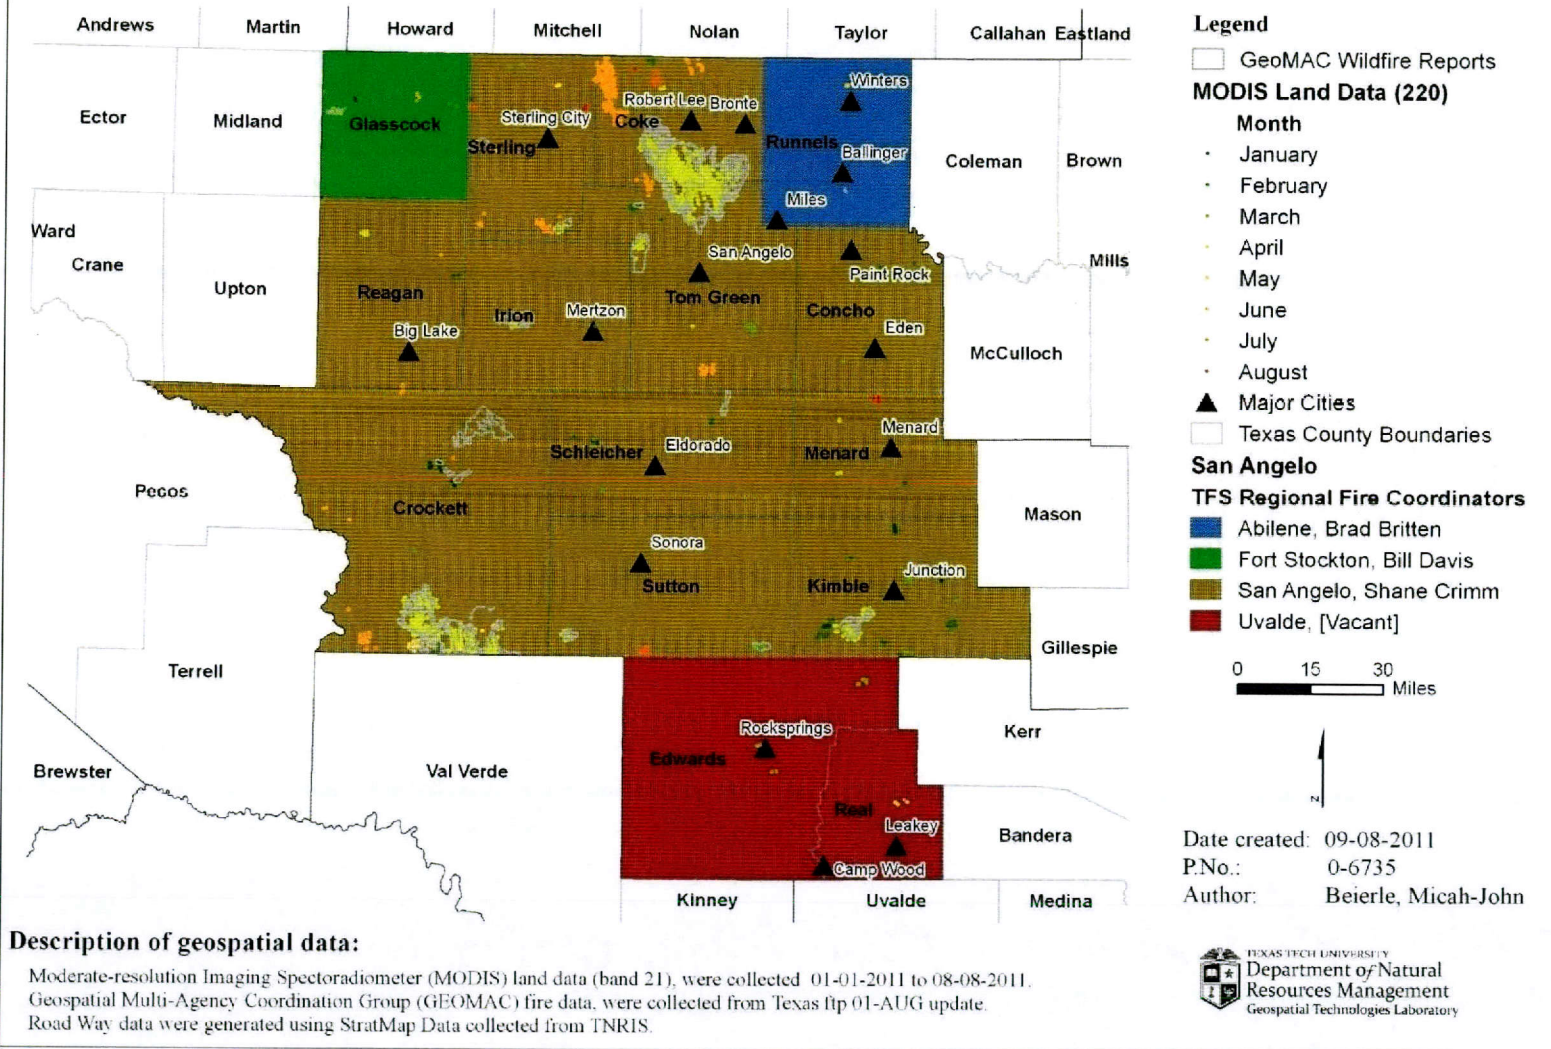 Andrews
Martin
Howard
Mitchell
Nolan
Taylor
Callahan
Eastland
Ector
Midland
Glasscock
Sterling City
Sterling
Robert Lee
Bronte
Coke
Winters
Runnels
Ballinger
Miles
Coleman
Brown
Ward
Crane
Upton
Reagan
Big Lake
Irion
Mertzon
San Angelo
Tom Green
Paint Rock
Concho
Eden
Mills
McCulloch
Pecos
Crockett
Schleicher
Eldorado
Menard
Menard
Mason
Sonora
Sutton
Kimble
Junction
Gillespie
Terrell
Brewster
Val Verde
Rocksprings
Edwards
Real
Leakey
Camp Wood
Kerr
Bandera
Kinney
Uvalde
Medina
Legend
GeoMAC Wildfire Reports
MODIS Land Data (220)
Month
January
February
March
April
May
June
July
August
Major Cities
Texas County Boundaries
San Angelo
TFS Regional Fire Coordinators
Abilene, Brad Britten
Fort Stockton, Bill Davis
San Angelo, Shane Crimm
Uvalde, [Vacant]
0 15 30
Miles
N
Date created: 09-08-2011
P.No.: 0-6735
Author: Beierle, Micah-John
Description of geospatial data:
Moderate-resolution Imaging Spectoradiometer (MODIS) land data (band 21), were collected 01-01-2011 to 08-08-2011.
Geospatial Multi-Agency Coordination Group (GEOMAC) fire data, were collected from Texas ftp 01-AUG update.
Road Way data were generated using StratMap Data collected from TNRIS.
TEXAS TECH UNIVERSITY
Department of Natural
Resources Management
Geospatial Technologies Laboratory